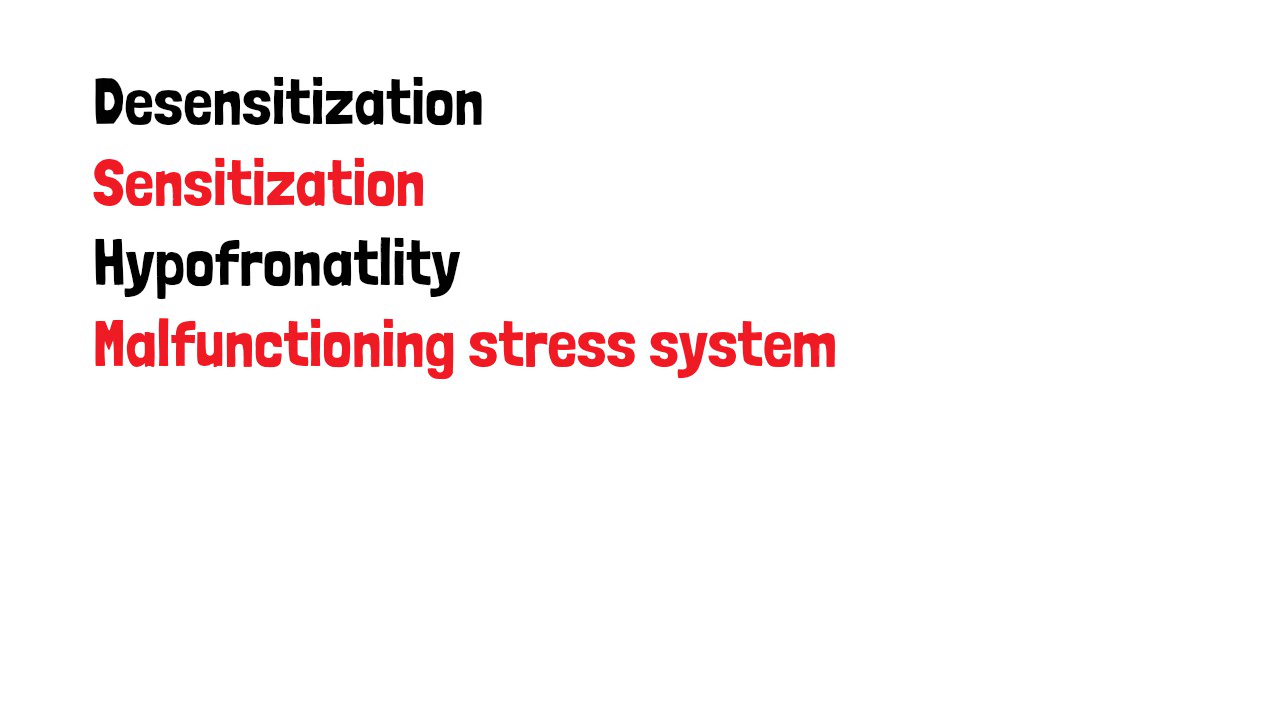 Desensitization
Sensitization
Hypofronatlity
Malfunctioning stress system